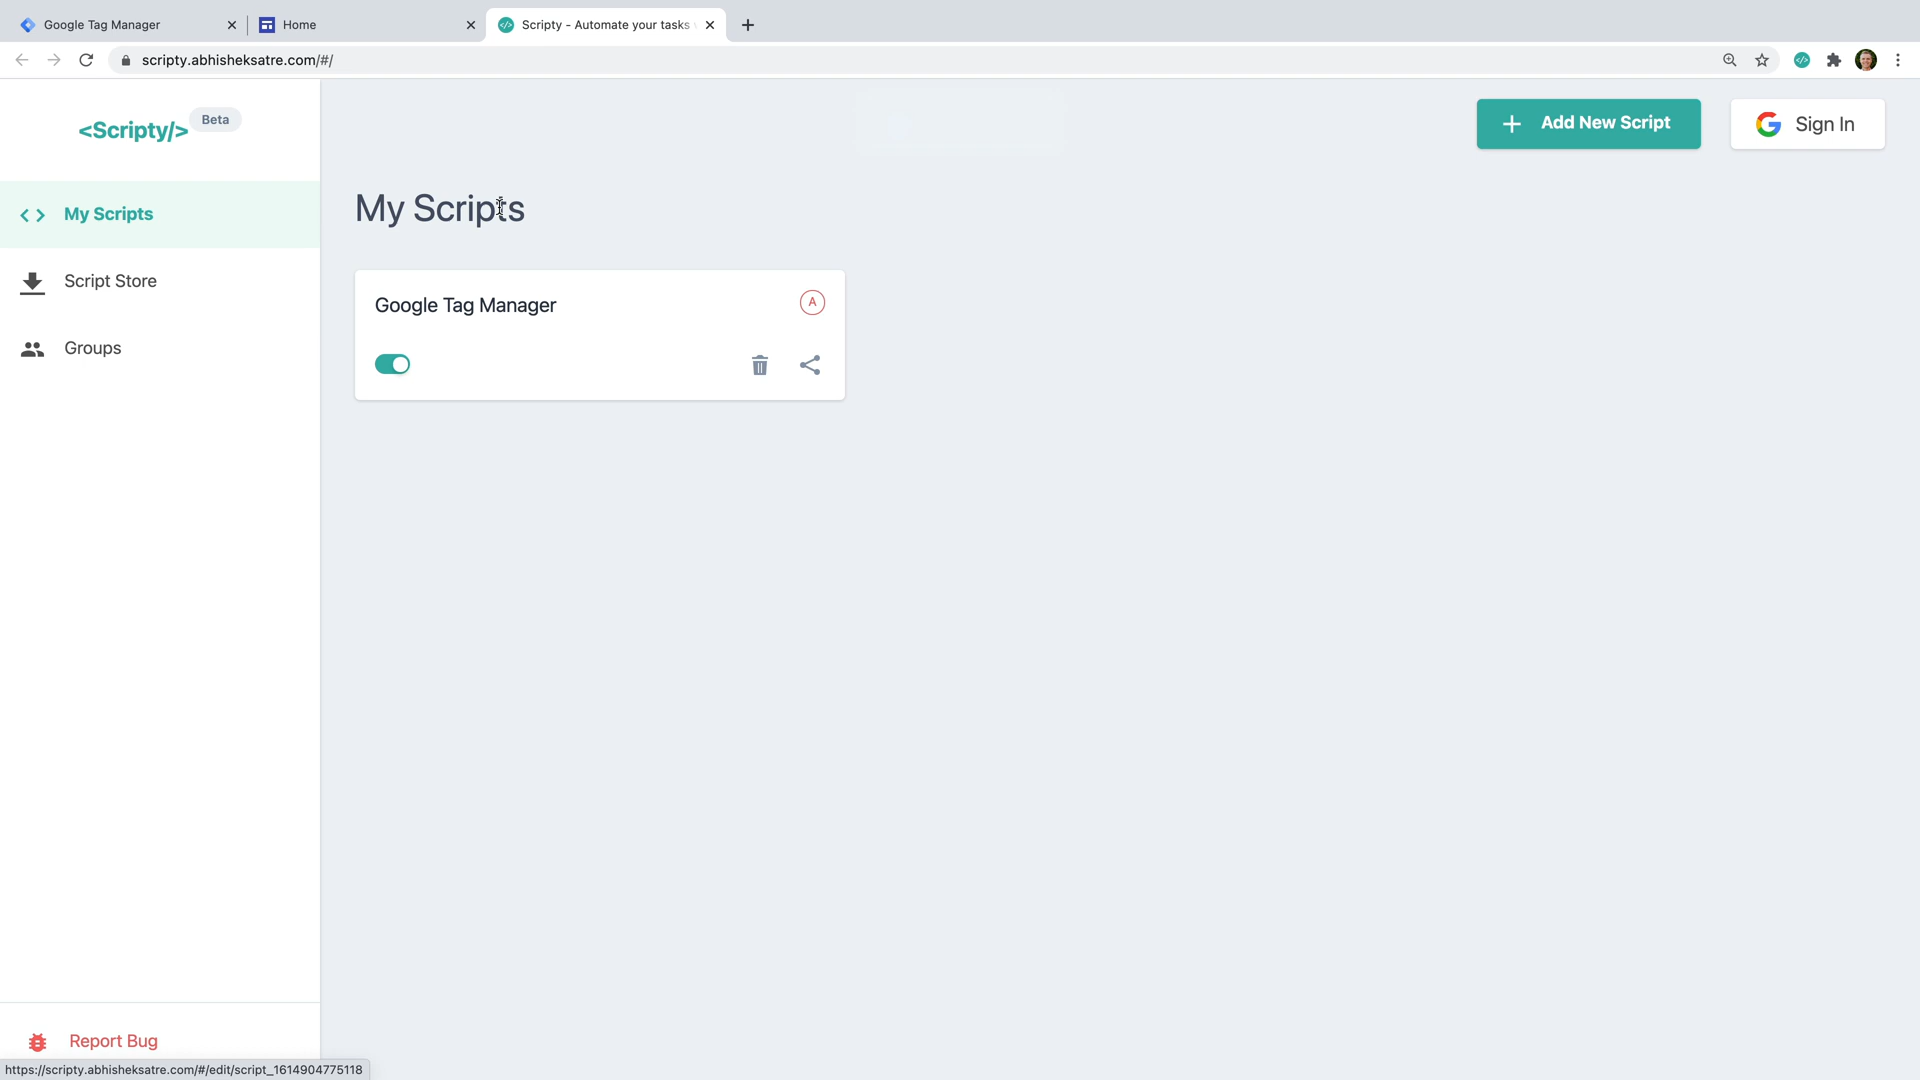 Google Tag Manager
Home
Scripty - Automate your tasks
scripty.abhisheksatre.com/#/
<Scripty/>
Beta
Add New Script
Sign In
My Scripts
Script Store
Groups
My Scripts
Google Tag Manager
A
Report Bug
https://scripty.abhisheksatre.com/#/edit/script_1614904775118